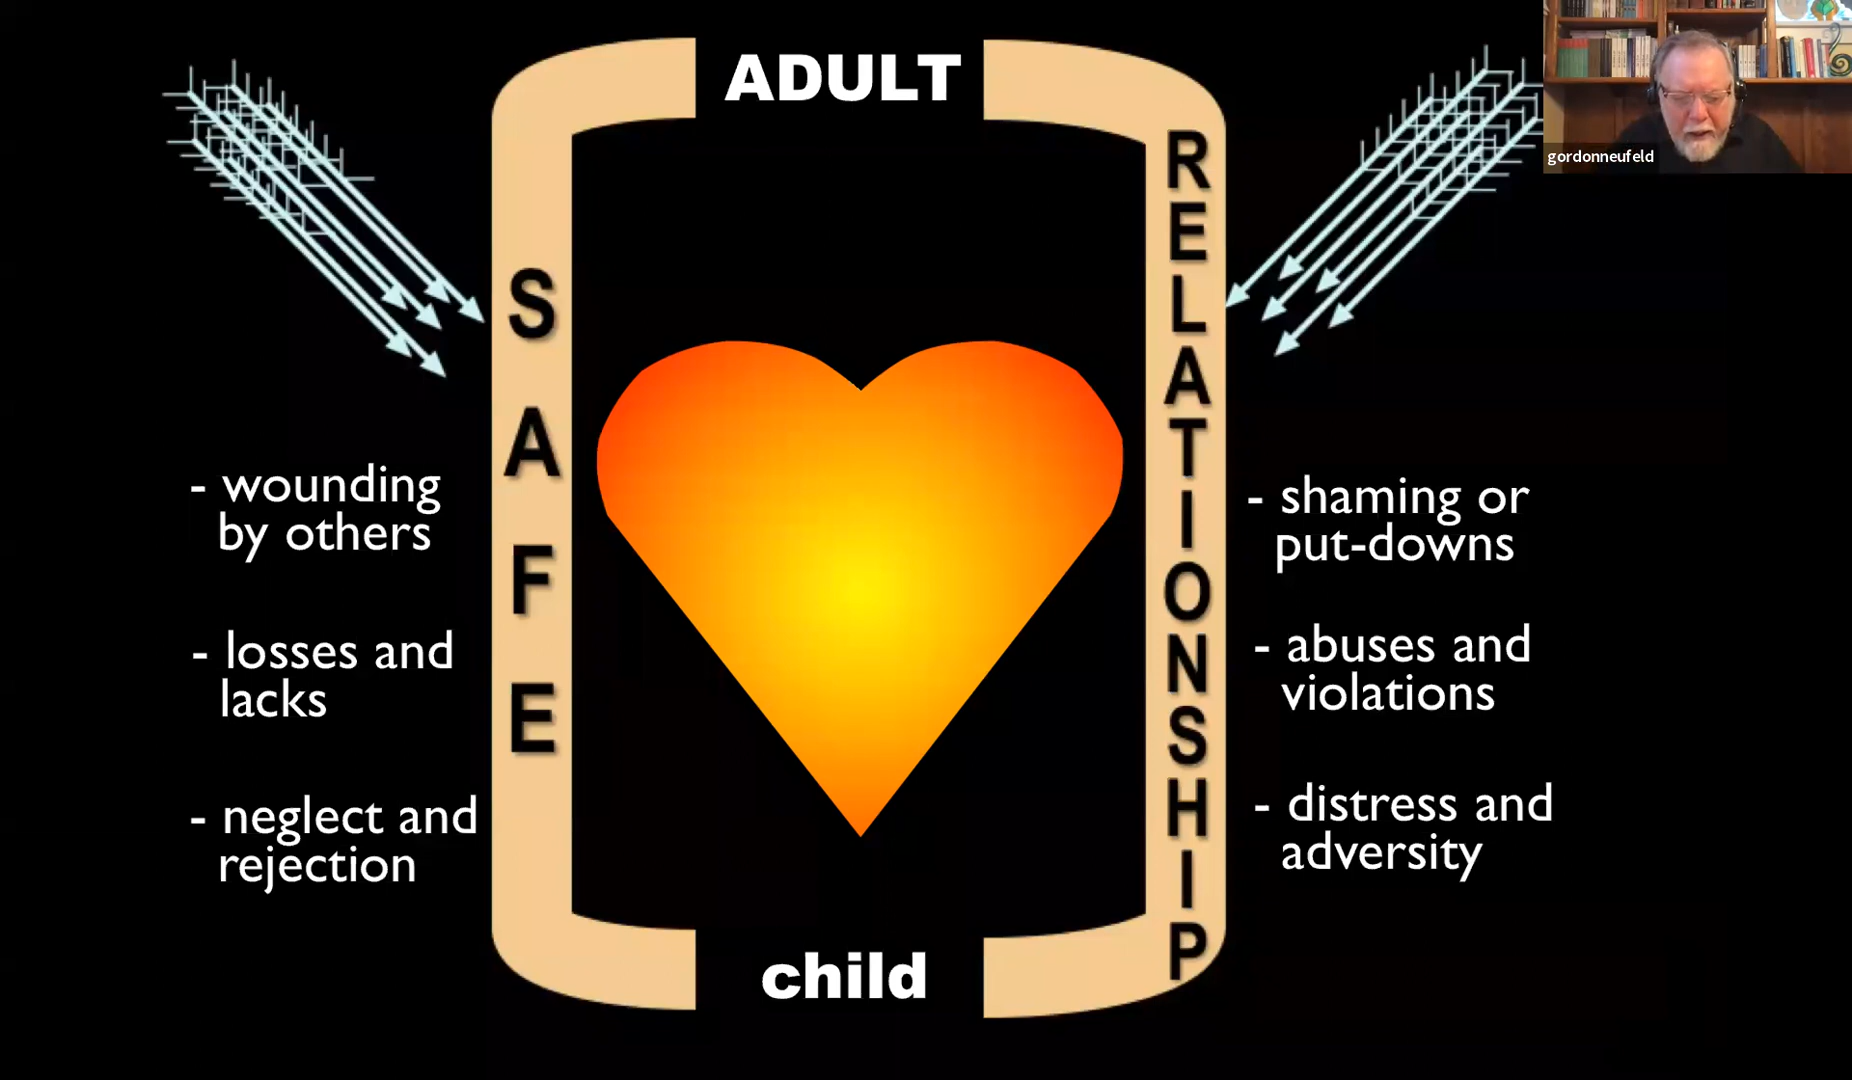 ADULT
gordonneufeld
SAFE
RELATIONSHIP
- wounding
by others
- losses and
lacks
- neglect and
rejection
- shaming or
put-downs
- abuses and
violations
- distress and
adversity
child